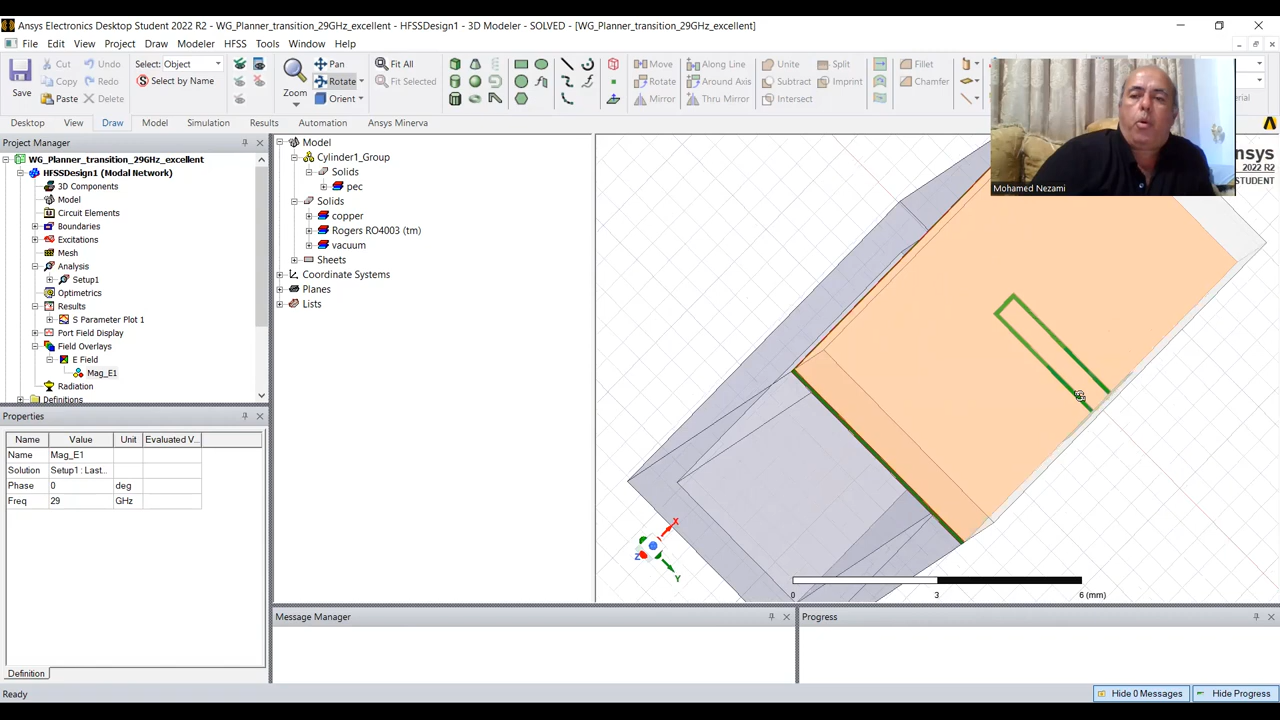 Ansys Electronics Desktop Student 2022 R2 - WG_Planner_transition_29GHz_excellent - HFSSDesign1 - 3D Modeler - SOLVED - [WG_Planner_transition_29GHz_excellent]
File Edit View Project Draw Modeler HFSS Tools Window Help
Save
Cut
Copy
Paste
Undo
Redo
Delete
Select: Object
Select by Name
Zoom
Pan
Rotate
Orient
Fit All
Fit Selected
Move
Rotate
Mirror
Along Line
Around Axis
Thru Mirror
Unite
Subtract
Intersect
Split
Imprint
Fillet
Chamfer
Desktop View Draw Model Simulation Results Automation Ansys Minerva
Mohamed Nezami
nsys
2022 R2
STUDENT
Project Manager
WG_Planner_transition_29GHz_excellent
HFSSDesign1 (Modal Network)
3D Components
Model
Circuit Elements
Boundaries
Excitations
Mesh
Analysis
Setup1
Optimetrics
Results
S Parameter Plot 1
Port Field Display
Field Overlays
E Field
Mag_E1
Radiation
Definitions
Model
Cylinder1_Group
Solids
pec
Solids
copper
Rogers RO4003 (tm)
vacuum
Sheets
Coordinate Systems
Planes
Lists
Properties
Name Value Unit Evaluated V...
Name Mag_E1
Solution Setup1 : Last...
Phase 0 deg
Freq 29 GHz
Definition
X
Z
Y
0 3 6 (mm)
Message Manager
Progress
Ready
Hide 0 Messages
Hide Progress